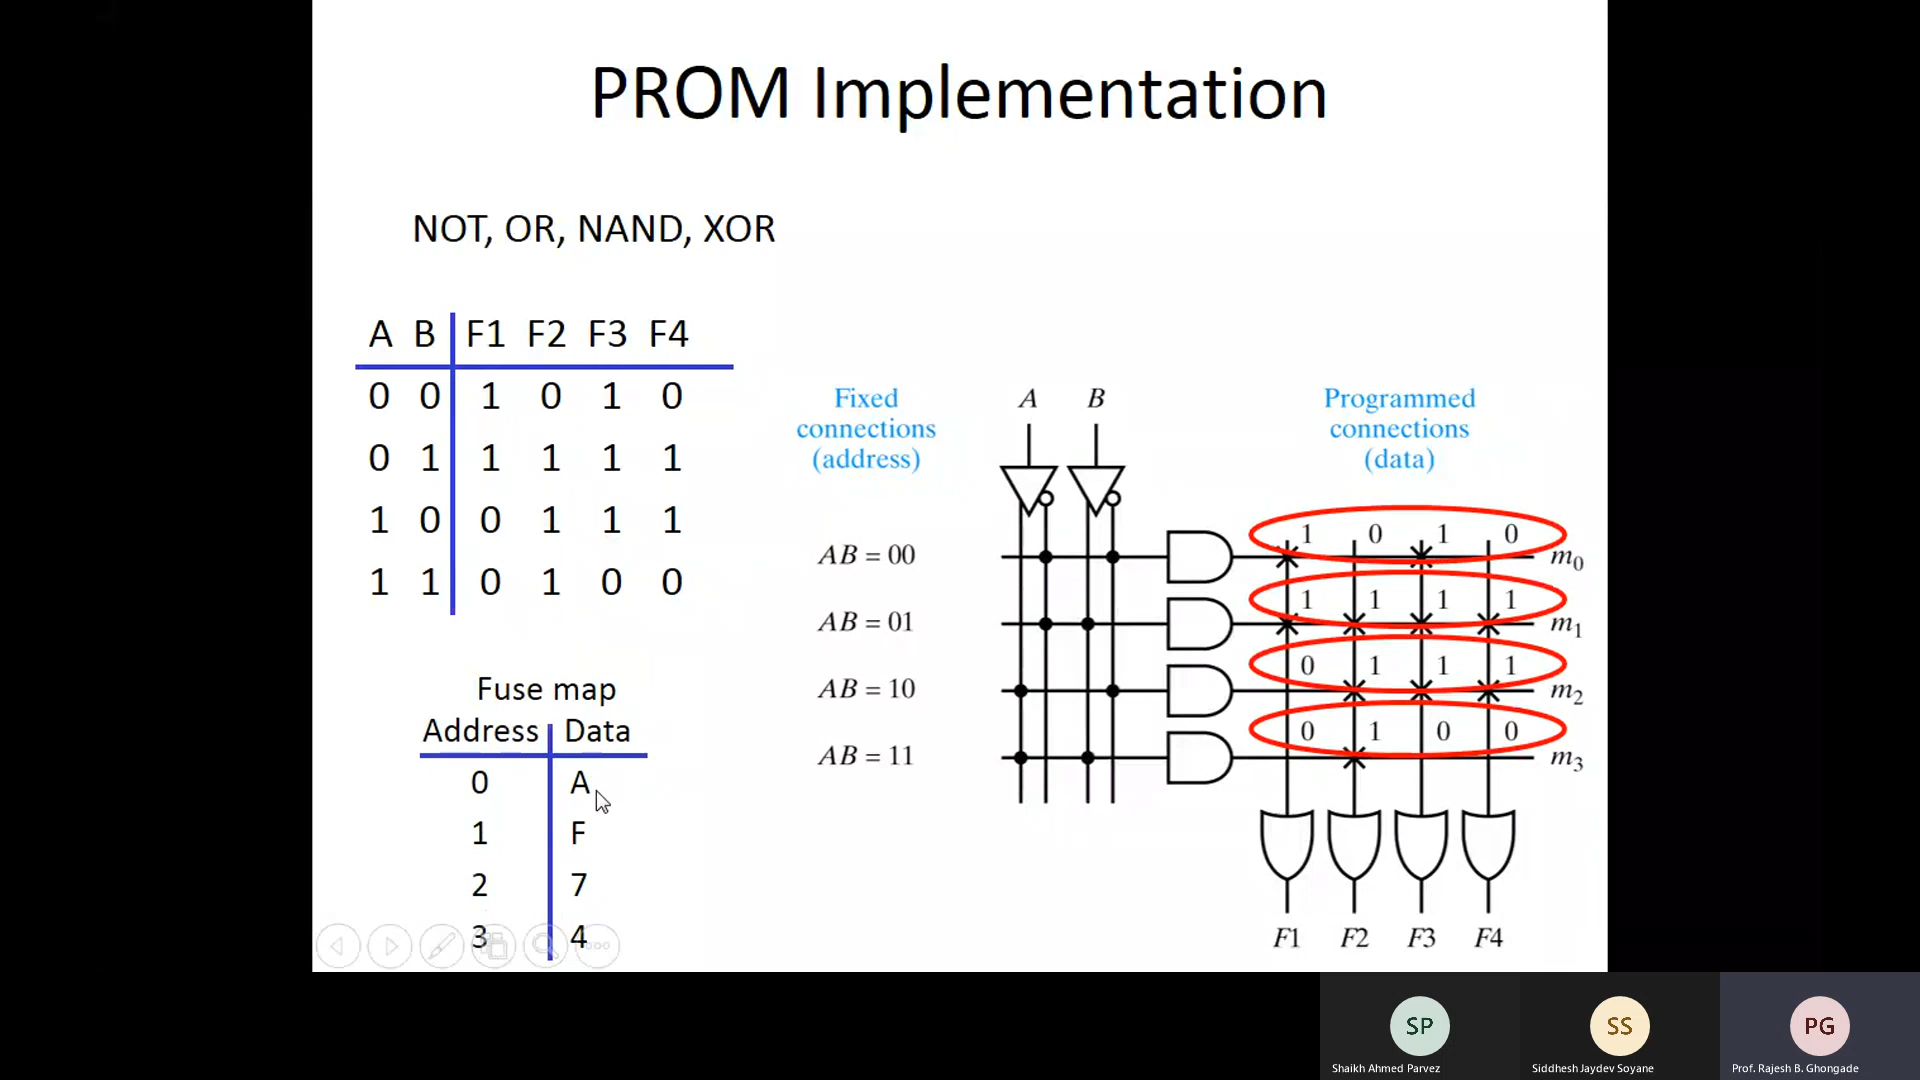 PROM Implementation
NOT, OR, NAND, XOR
A B F1 F2 F3 F4
0 0 1 0 1 0
0 1 1 1 1 1
1 0 0 1 1 1
1 1 0 1 0 0
Fuse map
Address Data
0 A
1 F
2 7
3 4
Fixed
connections
(address)
A B
Programmed
connections
(data)
AB = 00
1 0 1 0
m0
AB = 01
1 1 1 1
m1
AB = 10
0 1 1 1
m2
AB = 11
0 1 0 0
m3
F1 F2 F3 F4
SP
Shaikh Ahmed Parvez
SS
Siddhesh Jaydev Soyane
PG
Prof. Rajesh B. Ghongade